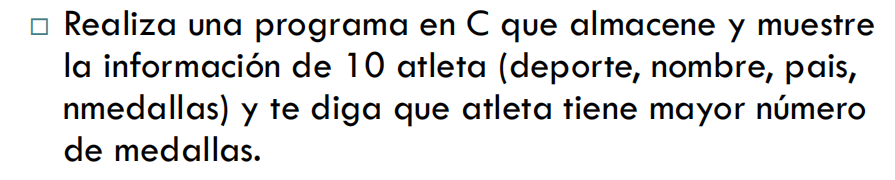 Realiza una programa en C que almacene y muestre
la información de 10 atleta (deporte, nombre, pais,
nmedallas) y te diga que atleta tiene mayor número
de medallas.